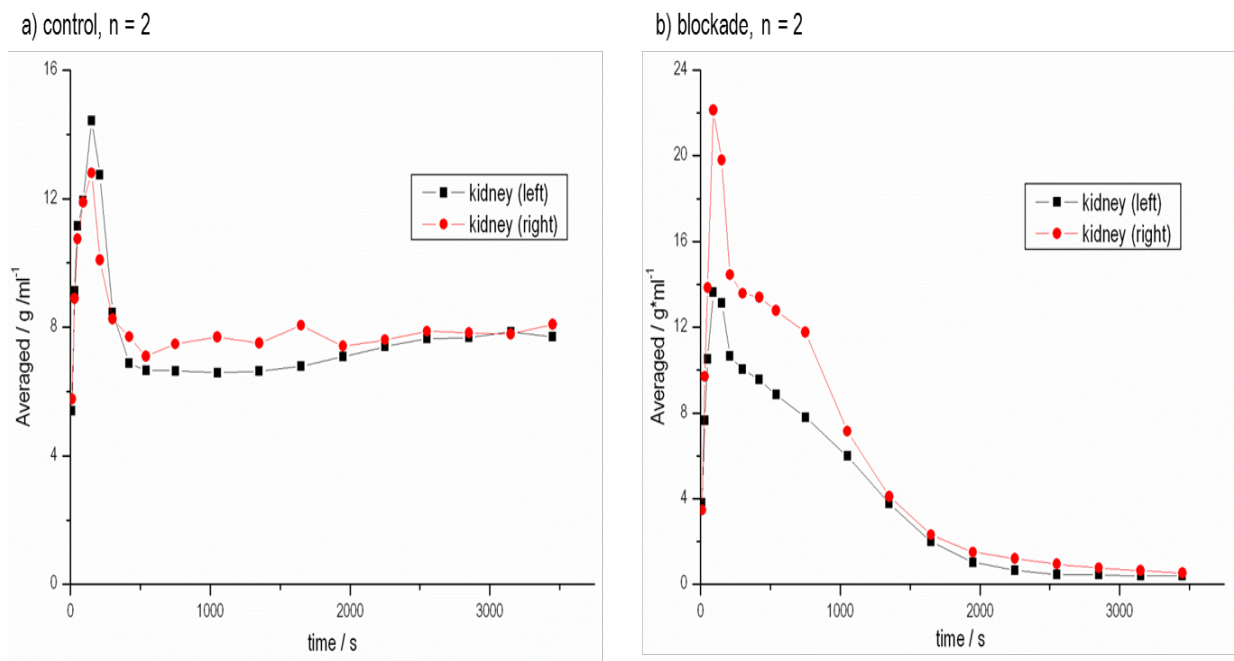 a) control, n = 2
16
12
8
4
0
Averaged / g /ml⁻¹
kidney (left)
kidney (right)
0
1000
2000
3000
time / s
b) blockade, n = 2
24
20
16
12
8
4
0
Averaged / g*ml⁻¹
kidney (left)
kidney (right)
0
1000
2000
3000
time / s